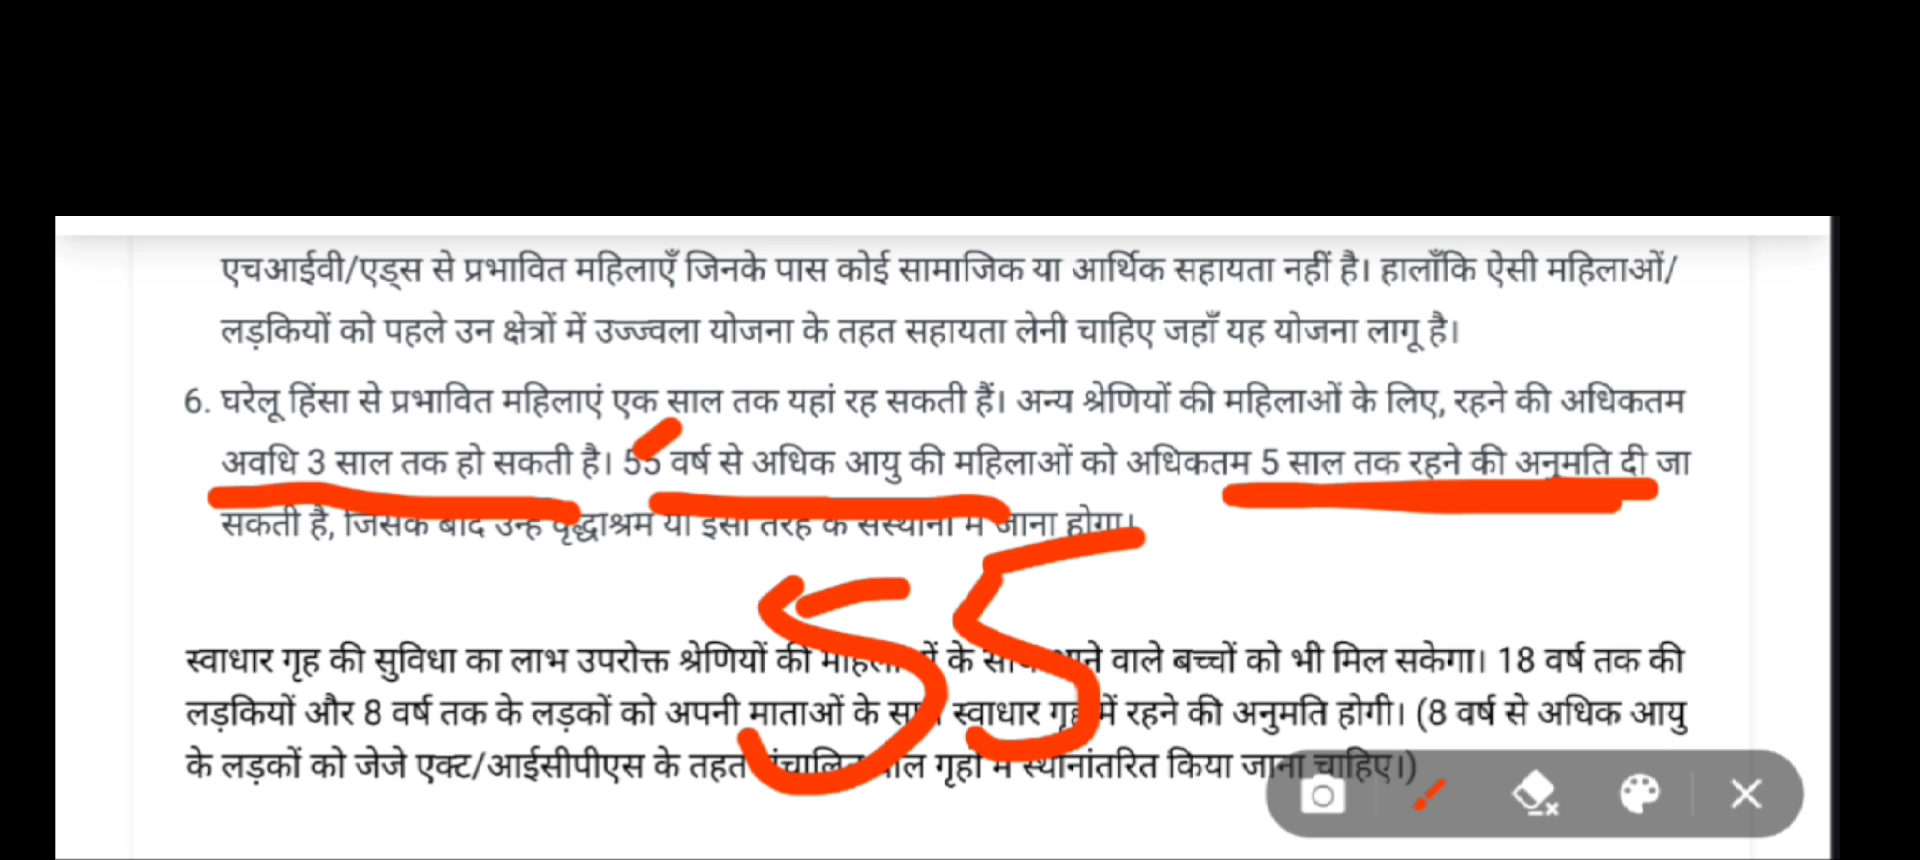 एचआईवी/एड्स से प्रभावित महिलाएँ जिनके पास कोई सामाजिक या आर्थिक सहायता नहीं है। हालाँकि ऐसी महिलाओं/
लड़कियों को पहले उन क्षेत्रों में उज्ज्वला योजना के तहत सहायता लेनी चाहिए जहाँ यह योजना लागू है।
6. घरेलू हिंसा से प्रभावित महिलाएं एक साल तक यहां रह सकती हैं। अन्य श्रेणियों की महिलाओं के लिए, रहने की अधिकतम
अवधि 3 साल तक हो सकती है। 55 वर्ष से अधिक आयु की महिलाओं को अधिकतम 5 साल तक रहने की अनुमति दी जा
सकती है, जिसके बाद उन्हें वृद्धाश्रम या इसी तरह के संस्थानों में जाना होगा।
55
स्वाधार गृह की सुविधा का लाभ उपरोक्त श्रेणियों की महिलाओं के साथ आने वाले बच्चों को भी मिल सकेगा। 18 वर्ष तक की
लड़कियों और 8 वर्ष तक के लड़कों को अपनी माताओं के साथ स्वाधार गृह में रहने की अनुमति होगी। (8 वर्ष से अधिक आयु
के लड़कों को जेजे एक्ट/आईसीपीएस के तहत संचालित बाल गृहों में स्थानांतरित किया जाना चाहिए।)